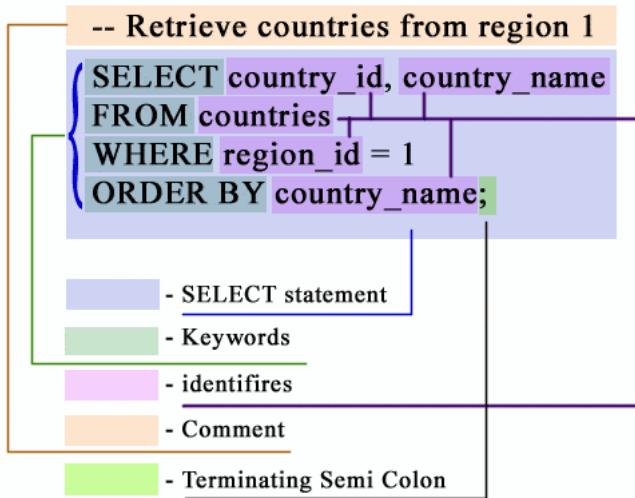 -- Retrieve countries from region 1
SELECT country_id, country_name
FROM countries
WHERE region_id = 1
ORDER BY country_name;
- SELECT statement
- Keywords
- identifires
- Comment
- Terminating Semi Colon